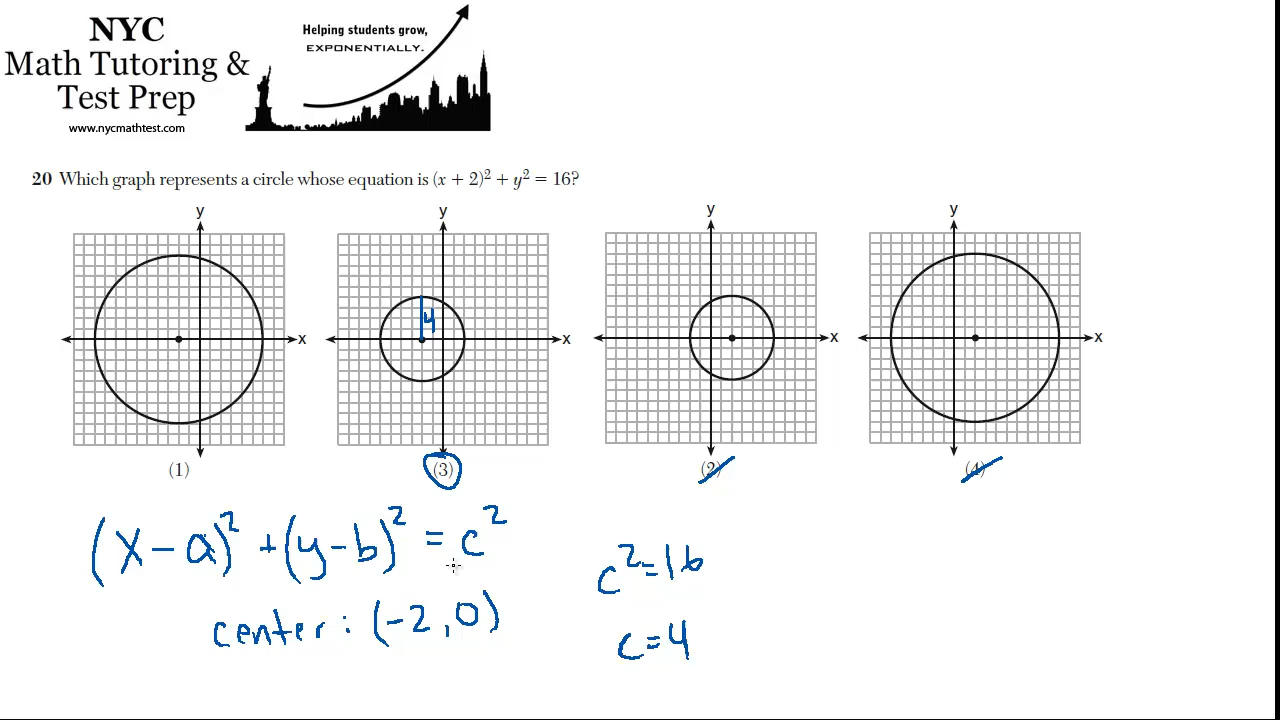 NYC
Math Tutoring &
Test Prep
www.nycmathtest.com
Helping students grow,
EXPONENTIALLY.
20 Which graph represents a circle whose equation is (x + 2)² + y² = 16?
y
x
(1)
y
4
x
(3)
y
x
(2)
y
x
(4)
(x - a)² + (y - b)² = c²
center : (-2, 0)
c² = 16
c = 4